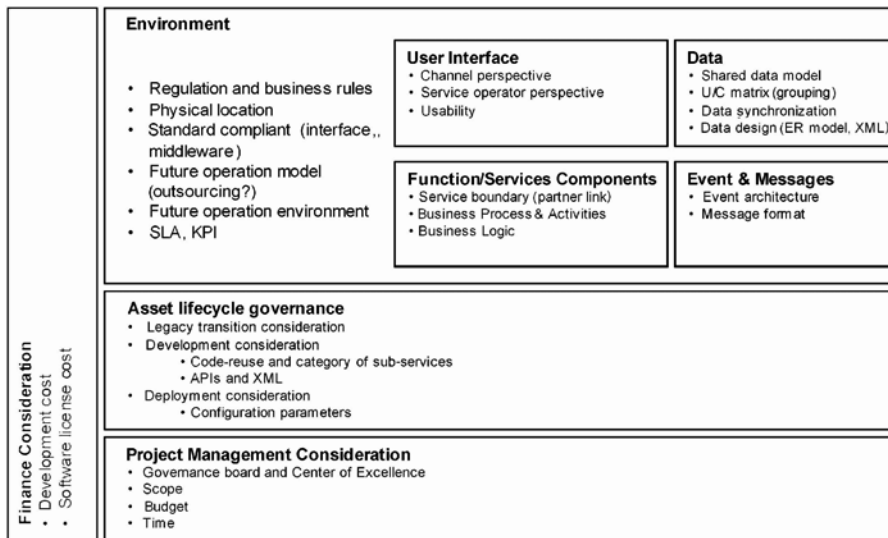 Environment
• Regulation and business rules
• Physical location
• Standard compliant (interface,,
middleware)
• Future operation model
(outsourcing?)
• Future operation environment
• SLA, KPI
User Interface
• Channel perspective
• Service operator perspective
• Usability
Data
• Shared data model
• U/C matrix (grouping)
• Data synchronization
• Data design (ER model, XML)
Function/Services Components
• Service boundary (partner link)
• Business Process & Activities
• Business Logic
Event & Messages
• Event architecture
• Message format
Asset lifecycle governance
• Legacy transition consideration
• Development consideration
• Code-reuse and category of sub-services
• APIs and XML
• Deployment consideration
• Configuration parameters
Project Management Consideration
• Governance board and Center of Excellence
• Scope
• Budget
• Time
Finance Consideration
• Development cost
• Software license cost